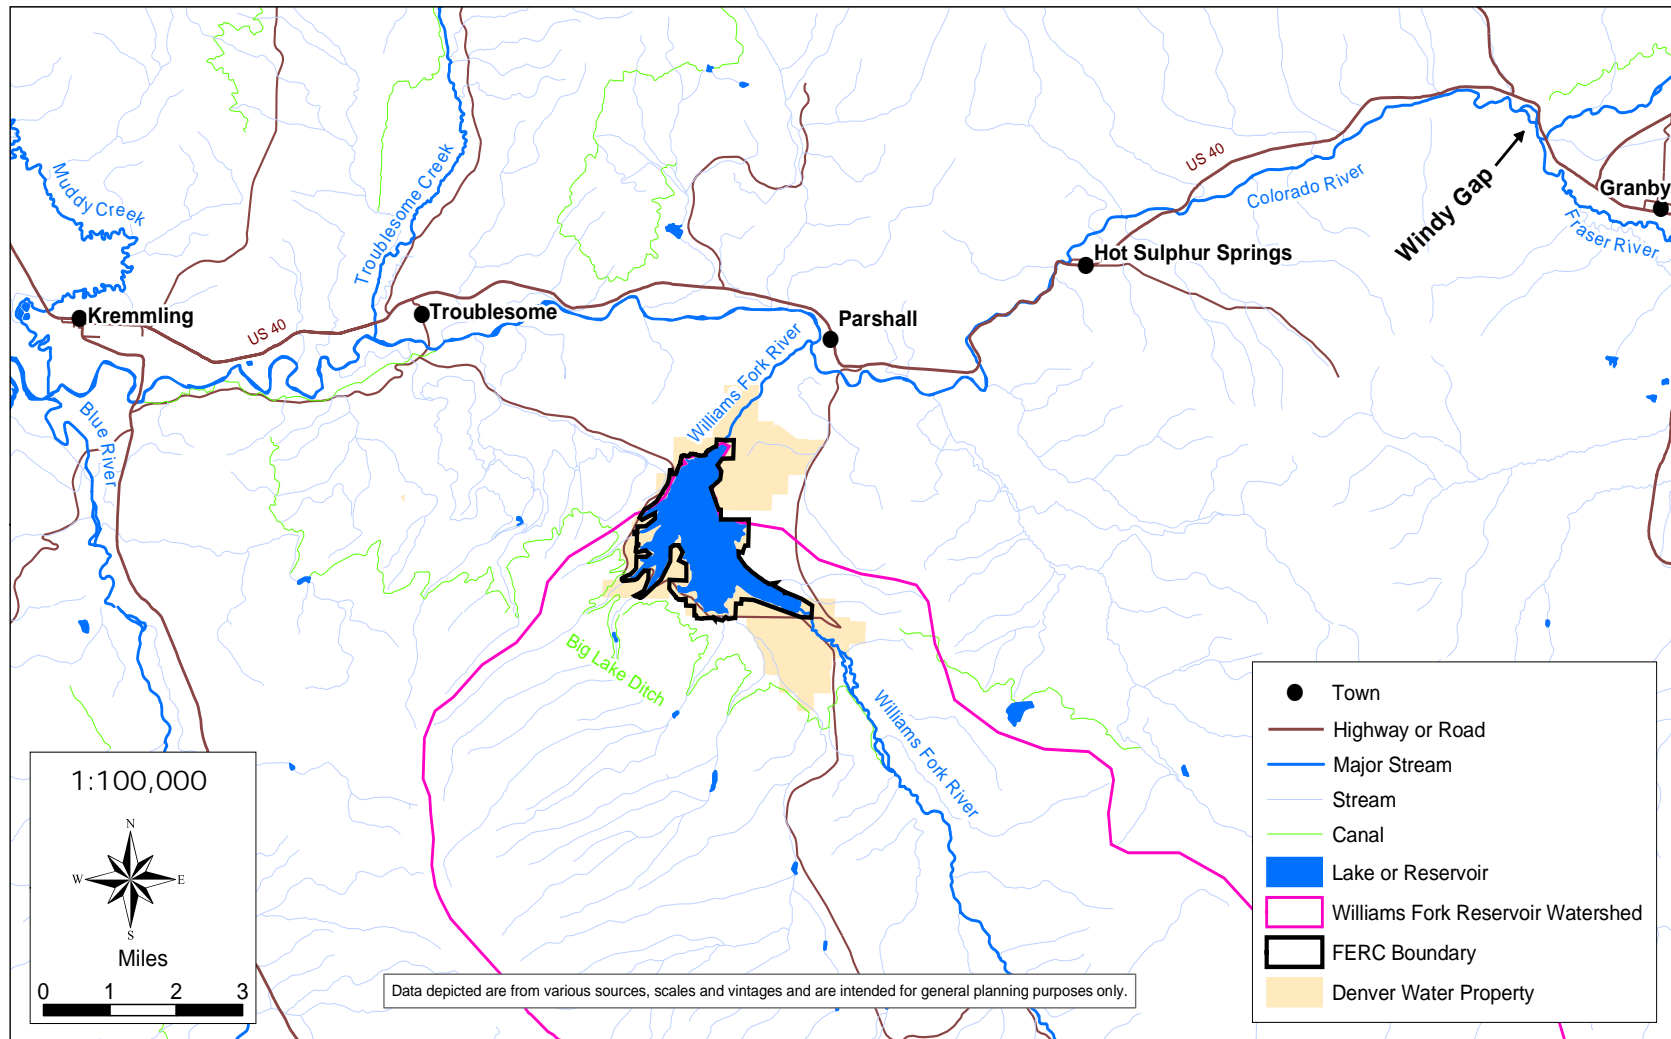 Muddy Creek
Troublesome Creek
US 40
Colorado River
Windy Gap
Granby
Fraser River
Hot Sulphur Springs
Kremmling
US 40
Troublesome
Parshall
Williams Fork River
Blue River
Big Lake Ditch
Williams Fork River
1:100,000
N
W
E
S
Miles
0 1 2 3
Data depicted are from various sources, scales and vintages and are intended for general planning purposes only.
Town
Highway or Road
Major Stream
Stream
Canal
Lake or Reservoir
Williams Fork Reservoir Watershed
FERC Boundary
Denver Water Property